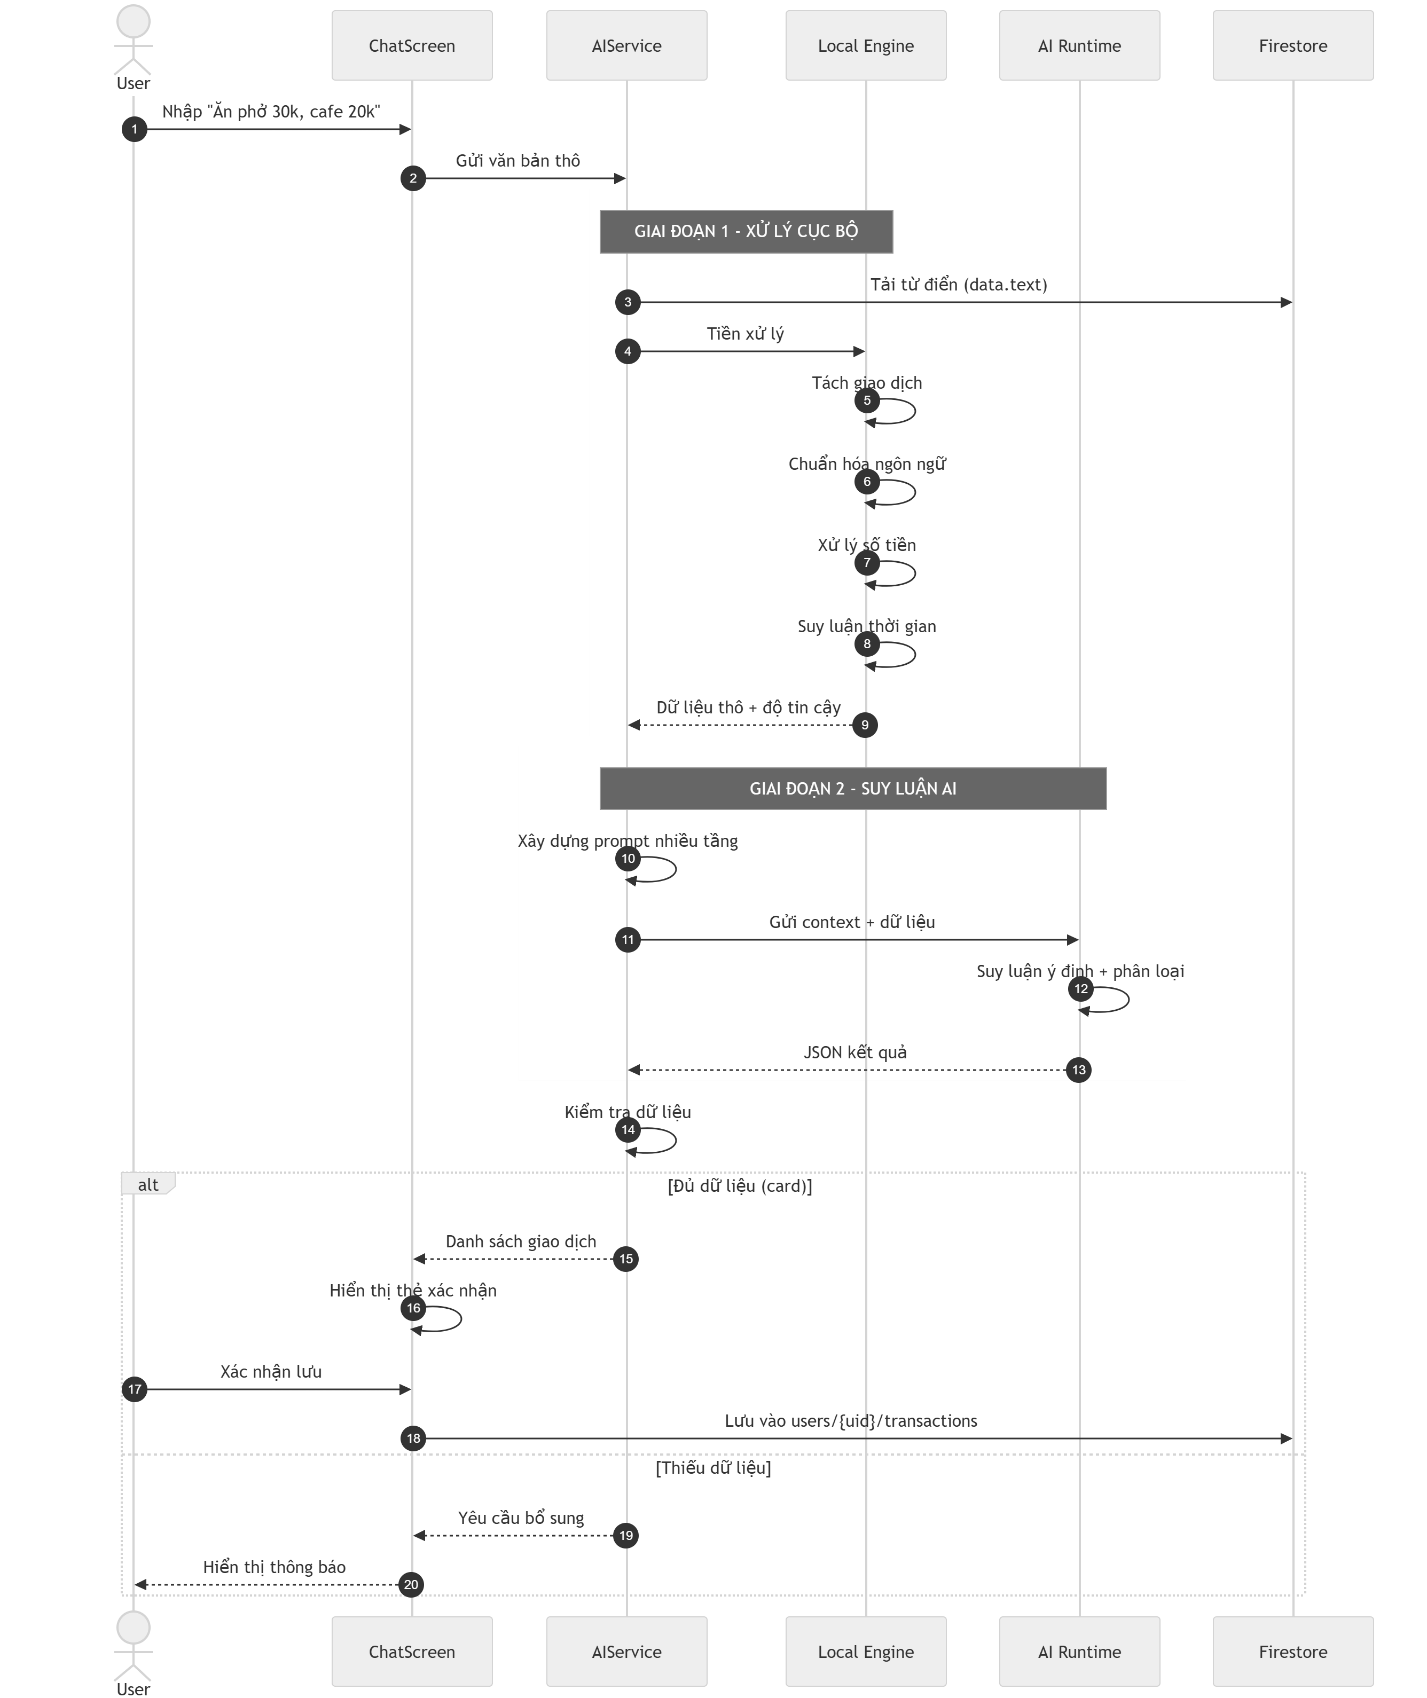 User
ChatScreen
AIService
Local Engine
AI Runtime
Firestore
Nhập "Ăn phở 30k, cafe 20k"
1
Gửi văn bản thô
2
GIAI ĐOẠN 1 - XỬ LÝ CỤC BỘ
Tải từ điển (data.text)
3
Tiền xử lý
4
Tách giao dịch
5
Chuẩn hóa ngôn ngữ
6
Xử lý số tiền
7
Suy luận thời gian
8
Dữ liệu thô + độ tin cậy
9
GIAI ĐOẠN 2 - SUY LUẬN AI
Xây dựng prompt nhiều tầng
10
Gửi context + dữ liệu
11
Suy luận ý định + phân loại
12
JSON kết quả
13
Kiểm tra dữ liệu
14
alt
[Đủ dữ liệu (card)]
Danh sách giao dịch
15
Hiển thị thẻ xác nhận
16
Xác nhận lưu
17
Lưu vào users/{uid}/transactions
18
[Thiếu dữ liệu]
Yêu cầu bổ sung
19
Hiển thị thông báo
20
User
ChatScreen
AIService
Local Engine
AI Runtime
Firestore